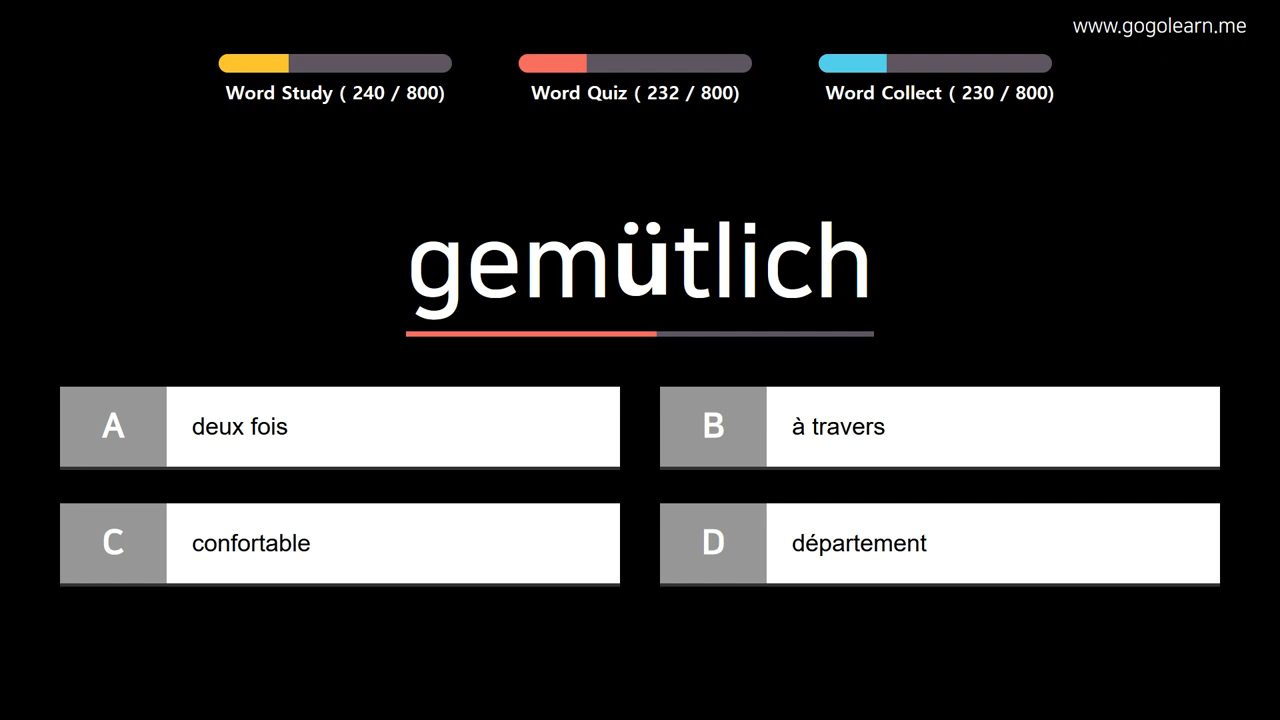 www.gogolearn.me
Word Study ( 240 / 800)
Word Quiz ( 232 / 800)
Word Collect ( 230 / 800)
gemütlich
A deux fois
B à travers
C confortable
D département